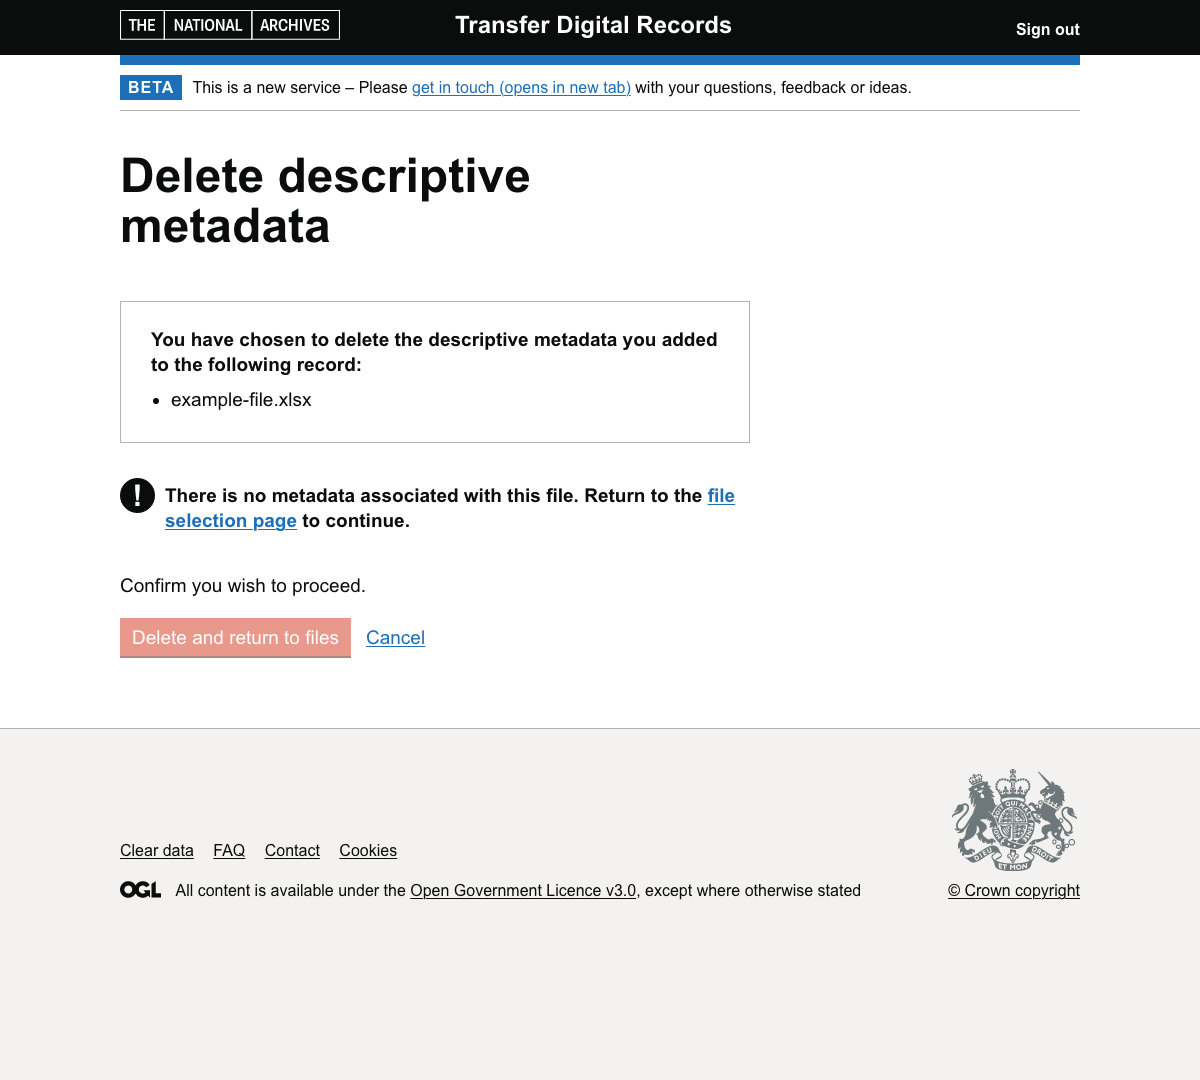 THE NATIONAL ARCHIVES
Transfer Digital Records
Sign out
BETA This is a new service – Please get in touch (opens in new tab) with your questions, feedback or ideas.
Delete descriptive
metadata
You have chosen to delete the descriptive metadata you added
to the following record:
• example-file.xlsx
! There is no metadata associated with this file. Return to the file
selection page to continue.
Confirm you wish to proceed.
Delete and return to files Cancel
Clear data FAQ Contact Cookies
DIEU ET MON DROIT
OGL All content is available under the Open Government Licence v3.0, except where otherwise stated
© Crown copyright